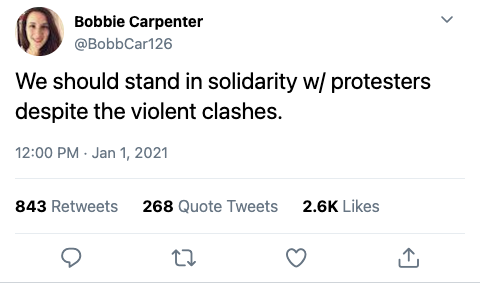 Bobbie Carpenter
@BobbCar126
We should stand in solidarity w/ protesters
despite the violent clashes.
12:00 PM · Jan 1, 2021
843 Retweets 268 Quote Tweets 2.6K Likes